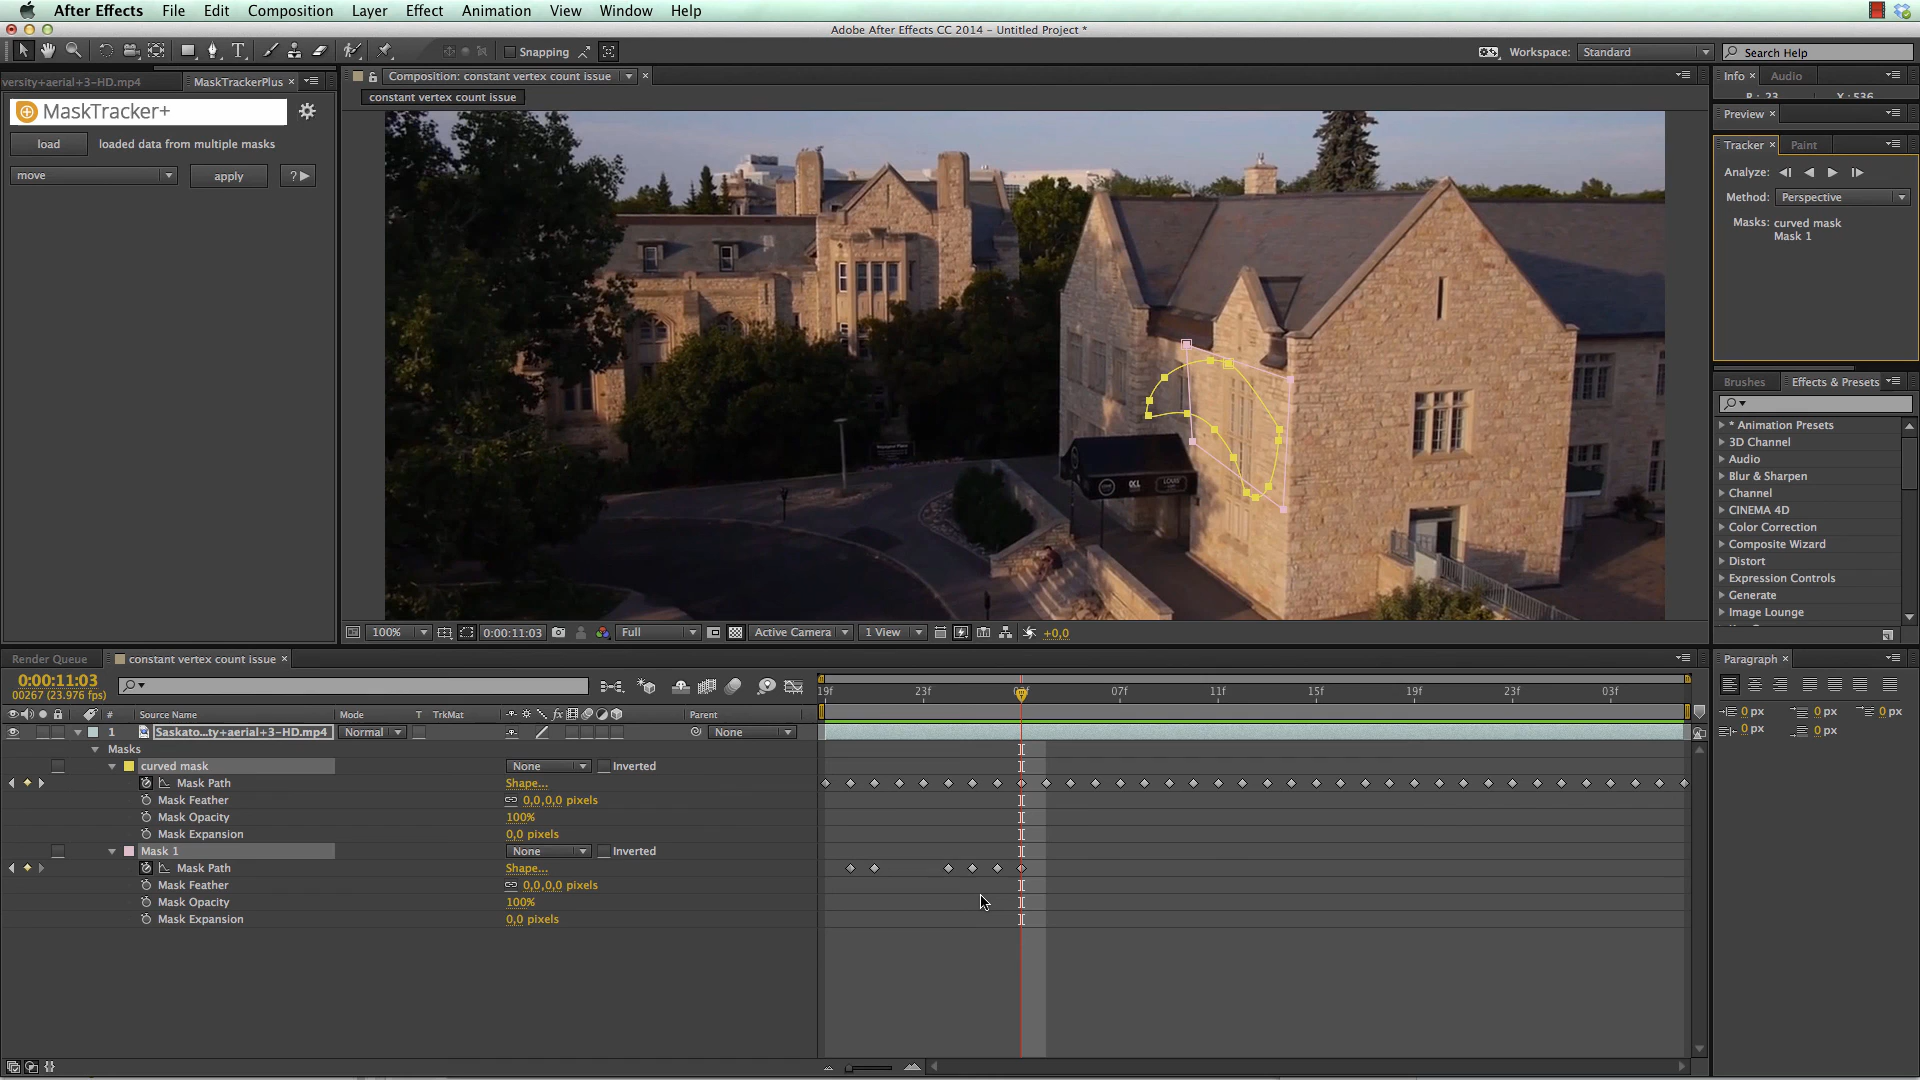 After Effects File Edit Composition Layer Effect Animation View Window Help
Adobe After Effects CC 2014 - Untitled Project *
Snapping
Workspace: Standard
Search Help
versity+aerial+3-HD.mp4
MaskTrackerPlus ×
MaskTracker+
load loaded data from multiple masks
move apply ?
Composition: constant vertex count issue ×
constant vertex count issue
OCL
100% 0:00:11:03 Full Active Camera 1 View +0,0
Info × Audio
Preview ×
Tracker × Paint
Analyze:
Method: Perspective
Masks: curved mask
Mask 1
Brushes Effects & Presets
* Animation Presets
3D Channel
Audio
Blur & Sharpen
Channel
CINEMA 4D
Color Correction
Composite Wizard
Distort
Expression Controls
Generate
Image Lounge
Render Queue constant vertex count issue ×
0:00:11:03
00267 (23.976 fps)
19f 23f 07f 11f 15f 19f 23f 03f
# Source Name Mode T TrkMat fx Parent
1 Saskato...ty+aerial+3-HD.mp4 Normal None
Masks
curved mask None Inverted
Mask Path Shape...
Mask Feather 0,0,0,0 pixels
Mask Opacity 100%
Mask Expansion 0,0 pixels
Mask 1 None Inverted
Mask Path Shape...
Mask Feather 0,0,0,0 pixels
Mask Opacity 100%
Mask Expansion 0,0 pixels
Paragraph ×
0 px 0 px 0 px
0 px 0 px